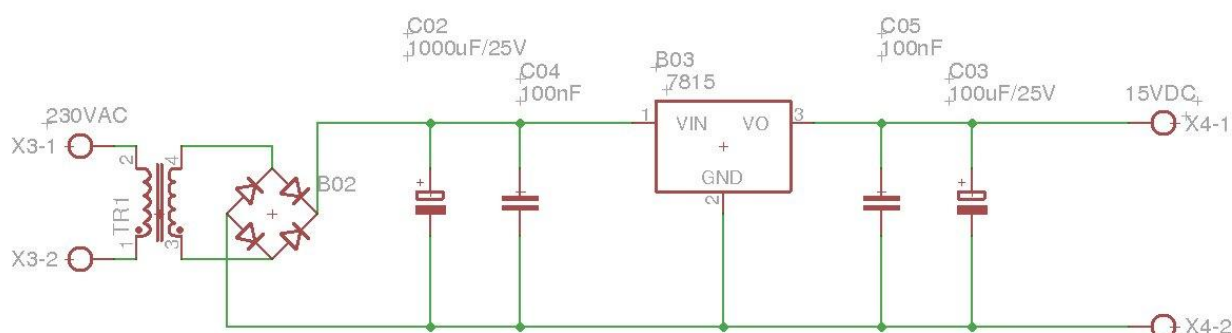 C02
1000uF/25V
C04
100nF
B03
7815
C05
100nF
C03
100uF/25V
15VDC
X4-1
230VAC
X3-1
2
4
1
VIN
VO
3
GND
2
B02
TR1
1
3
X3-2
X4-2